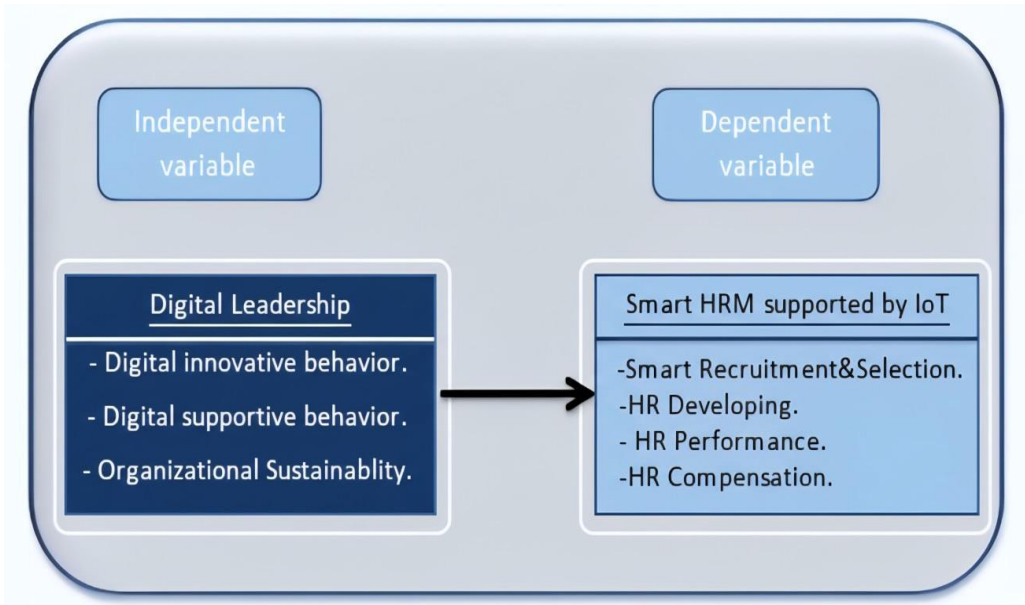 Independent
variable
Dependent
variable
Digital Leadership
- Digital innovative behavior.
- Digital supportive behavior.
- Organizational Sustainablity.
Smart HRM supported by IoT
-Smart Recruitment&Selection.
-HR Developing.
- HR Performance.
-HR Compensation.